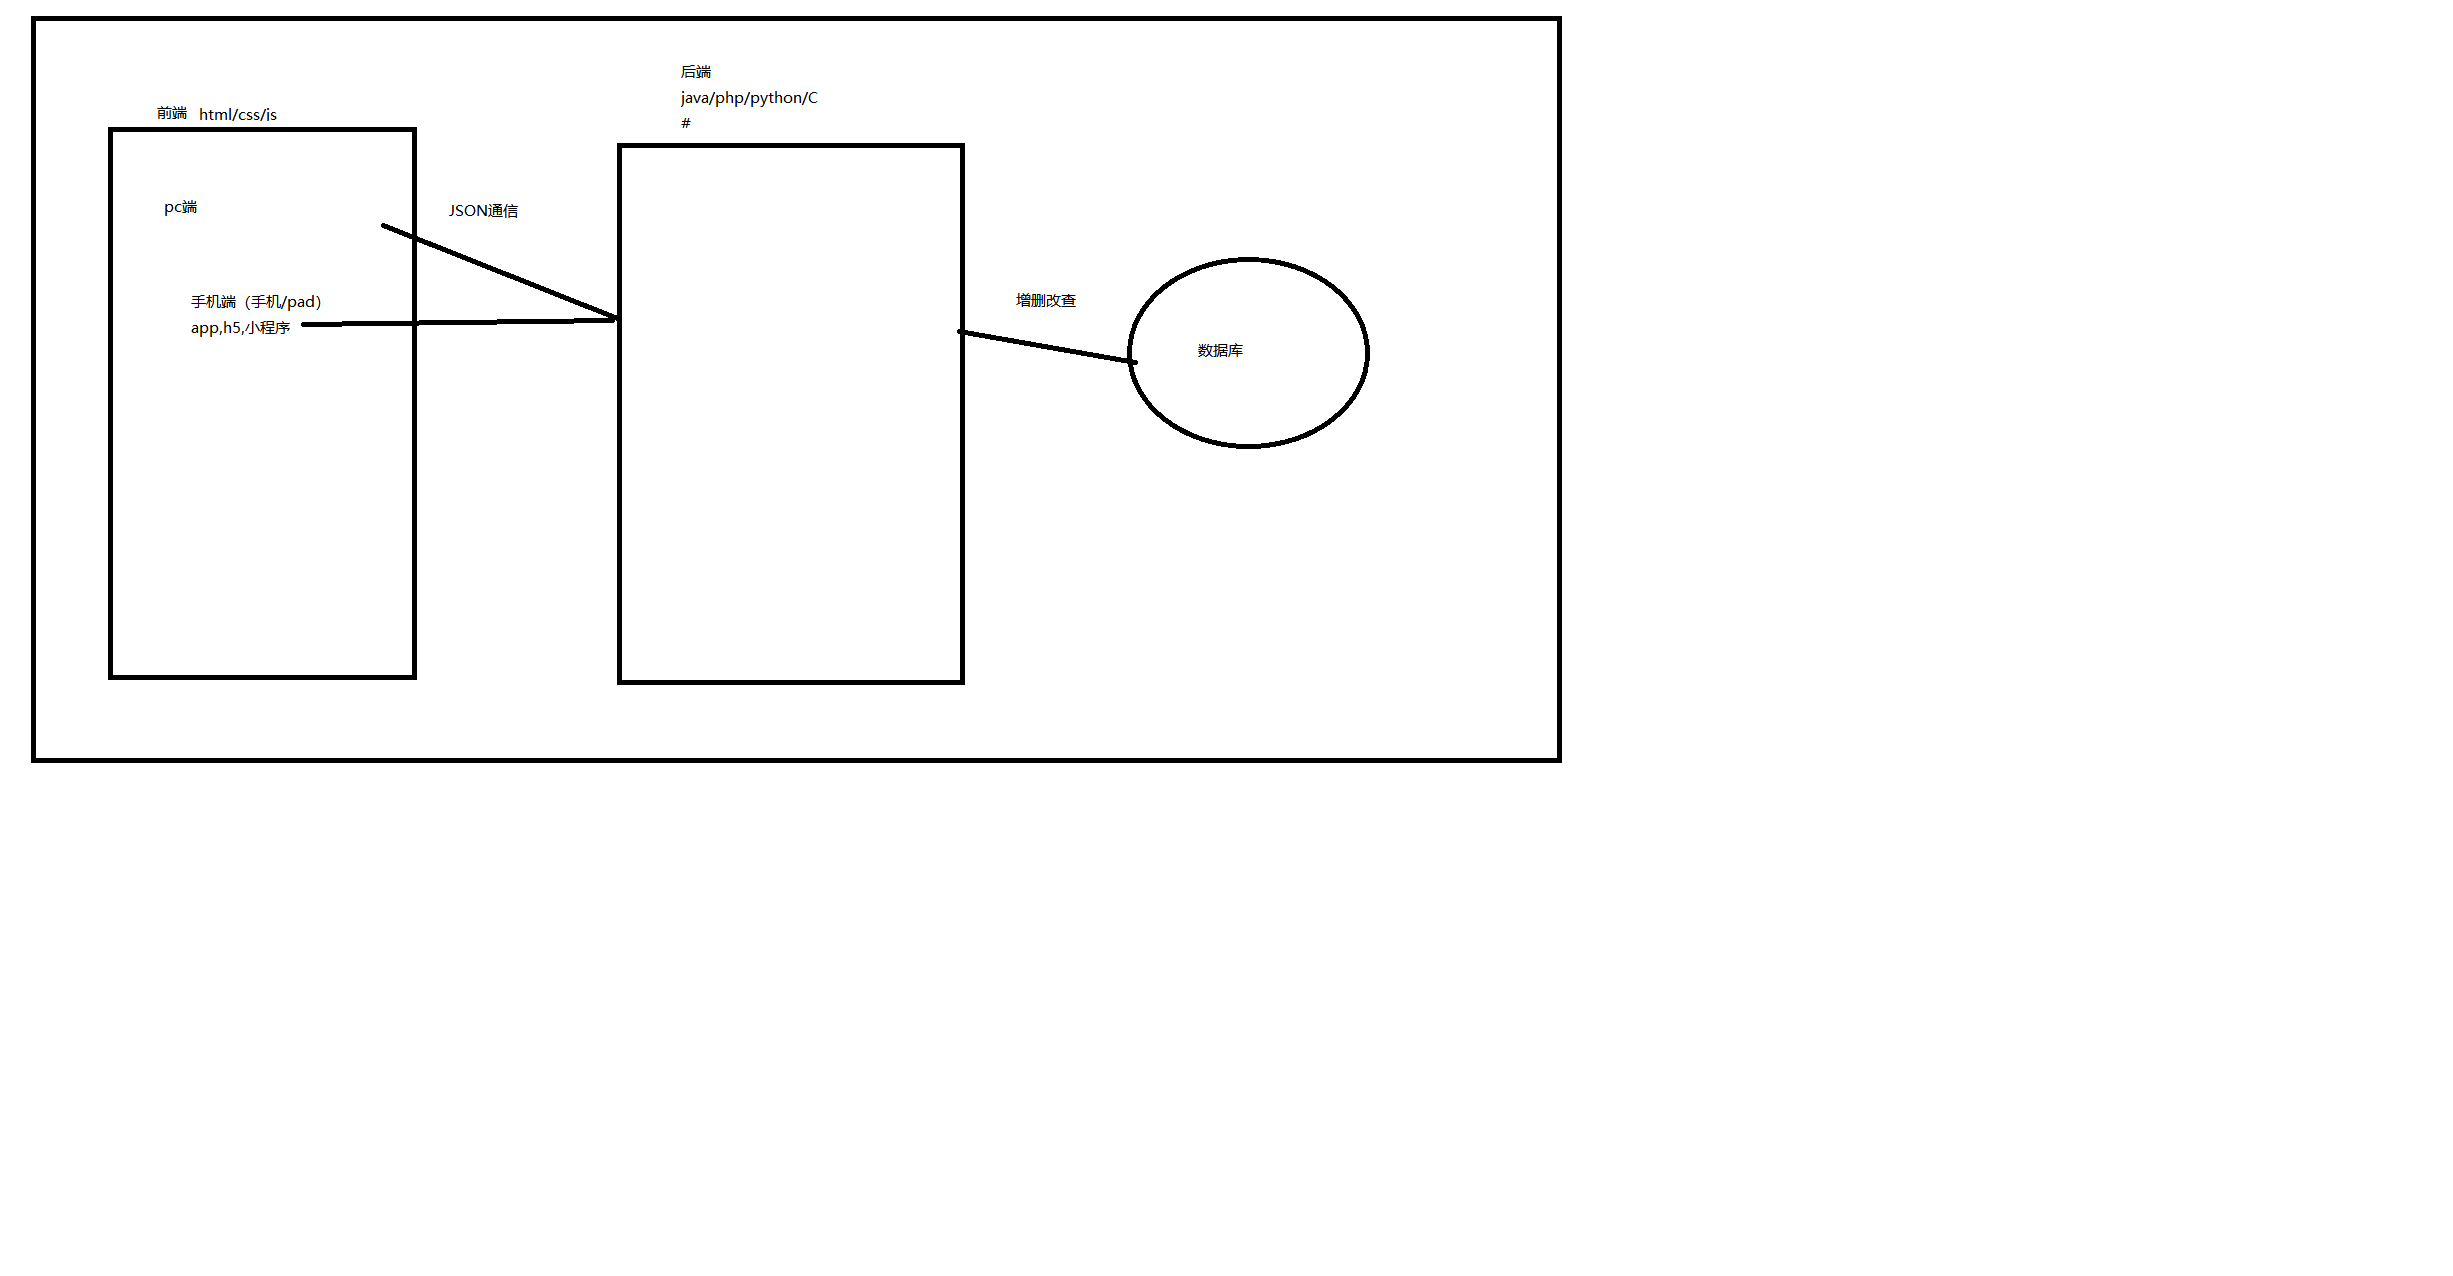 后端
java/php/python/C
#
前端 html/css/js
pc端
JSON通信
手机端（手机/pad）
app,h5,小程序
增删改查
数据库